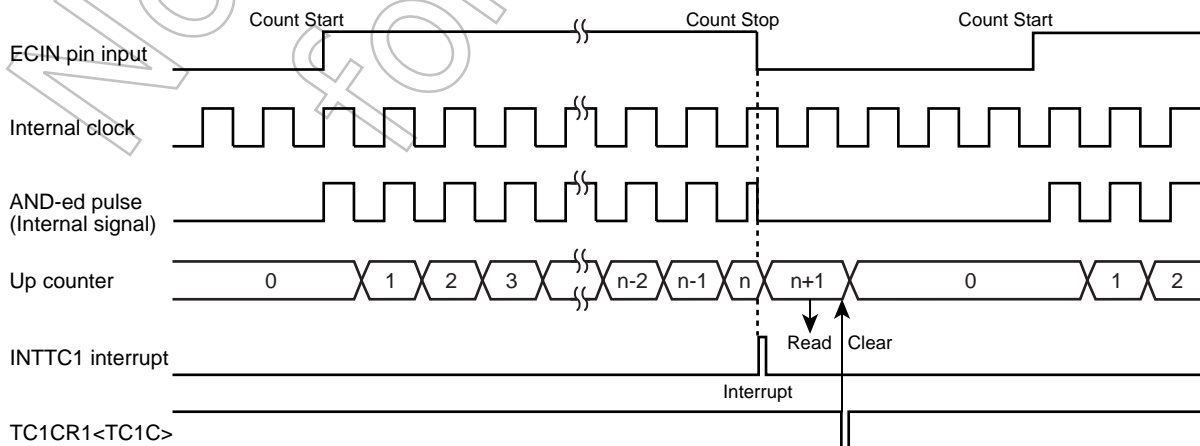 Count Start Count Stop Count Start
ECIN pin input
Internal clock
AND-ed pulse
(Internal signal)
Up counter 0 1 2 3 n-2 n-1 n n+1 0 1 2
Read Clear
INTTC1 interrupt
Interrupt
TC1CR1<TC1C>